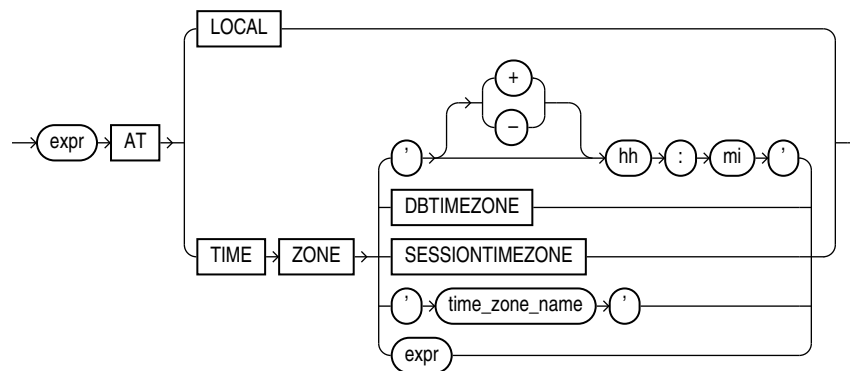 LOCAL
+
–
expr AT
' hh : mi '
DBTIMEZONE
TIME ZONE SESSIONTIMEZONE
' time_zone_name '
expr